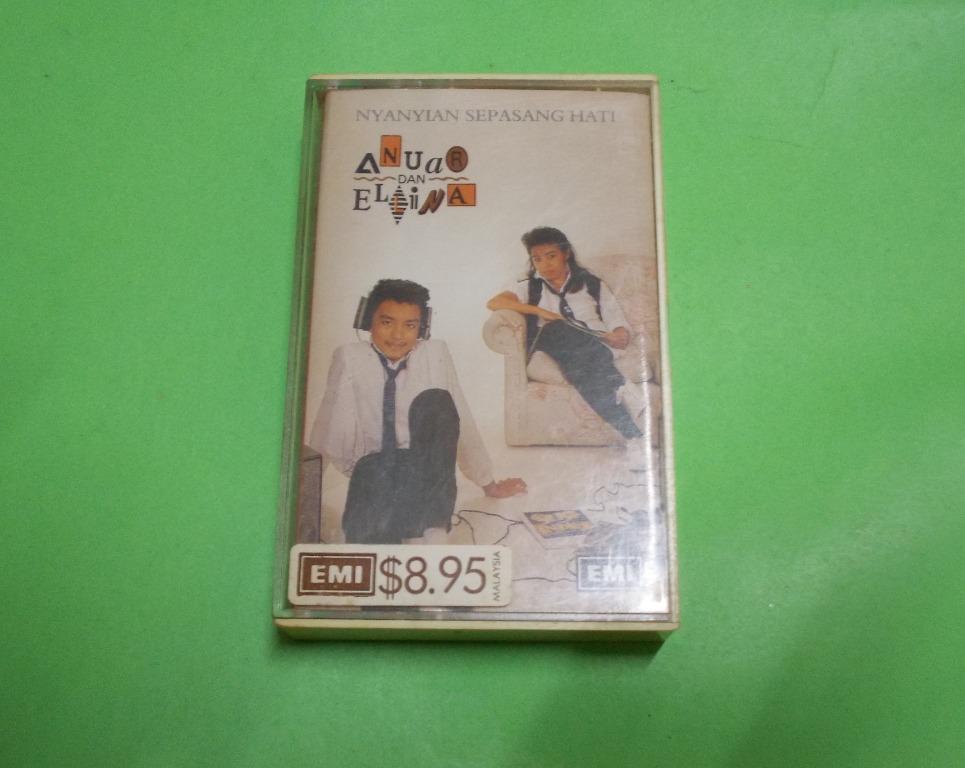 NYANYIAN SEPASANG HATI
ANUaR
DAN
ELLiNA
EMI $8.95 MALAYSIA
EMI